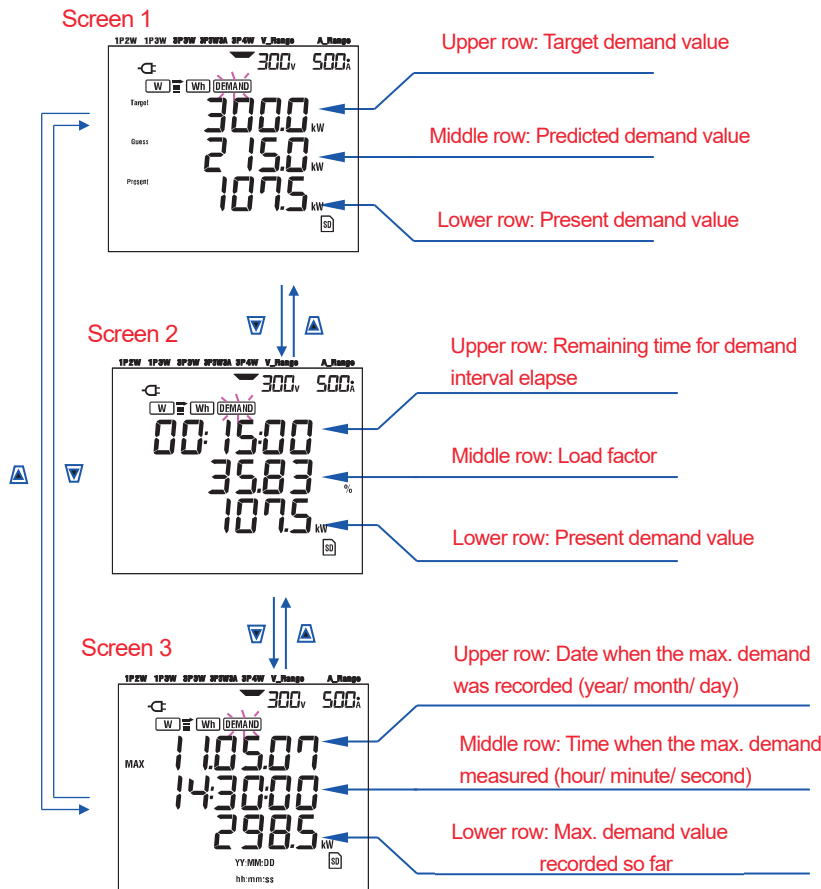 Screen 1
1P2W 1P3W 3P3W 3P3W3A 3P4W V_Range A_Range
300V 500A
W Wh DEMAND
Upper row: Target demand value
Target
300.0 kW
Middle row: Predicted demand value
Guess
215.0 kW
Present
107.5 kW
Lower row: Present demand value
SD
Screen 2
1P2W 1P3W 3P3W 3P3W3A 3P4W V_Range A_Range
300V 500A
W Wh DEMAND
Upper row: Remaining time for demand
interval elapse
00:15:00
35.83 %
Middle row: Load factor
107.5 kW
Lower row: Present demand value
SD
Screen 3
1P2W 1P3W 3P3W 3P3W3A 3P4W V_Range A_Range
300V 500A
W Wh DEMAND
Upper row: Date when the max. demand
was recorded (year/ month/ day)
MAX
11.05.07
Middle row: Time when the max. demand
measured (hour/ minute/ second)
14:30:00
298.5 kW
Lower row: Max. demand value
recorded so far
SD
YY:MM:DD
hh:mm:ss